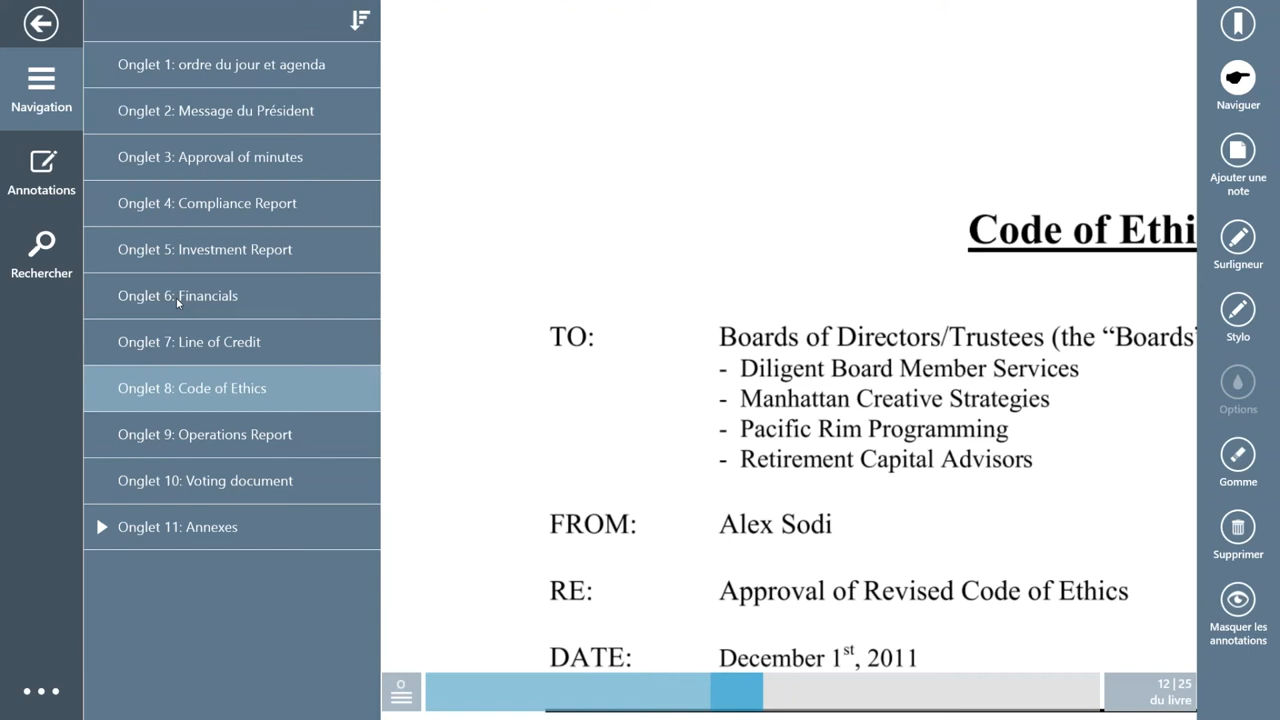 Navigation
Annotations
Rechercher
Onglet 1: ordre du jour et agenda
Onglet 2: Message du Président
Onglet 3: Approval of minutes
Onglet 4: Compliance Report
Onglet 5: Investment Report
Onglet 6: Financials
Onglet 7: Line of Credit
Onglet 8: Code of Ethics
Onglet 9: Operations Report
Onglet 10: Voting document
Onglet 11: Annexes
Code of Ethi
TO: Boards of Directors/Trustees (the “Boards”
- Diligent Board Member Services
- Manhattan Creative Strategies
- Pacific Rim Programming
- Retirement Capital Advisors
FROM: Alex Sodi
RE: Approval of Revised Code of Ethics
DATE: December 1st, 2011
12|25
du livre
Naviguer
Ajouter une
note
Surligneur
Stylo
Options
Gomme
Supprimer
Masquer les
annotations